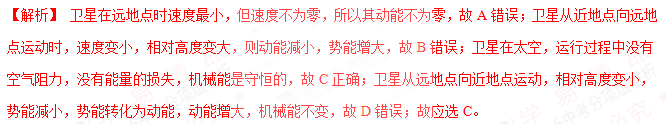 【解析】 卫星在远地点时速度最小，但速度不为零，所以其动能不为零，故 A 错误；卫星从近地点向远地
点运动时，速度变小，相对高度变大，则动能减小，势能增大，故 B 错误；卫星在太空，运行过程中没有
空气阻力，没有能量的损失，机械能是守恒的，故 C 正确；卫星从远地点向近地点运动，相对高度变小，
势能减小，势能转化为动能，动能增大，机械能不变，故 D 错误；故应选 C。